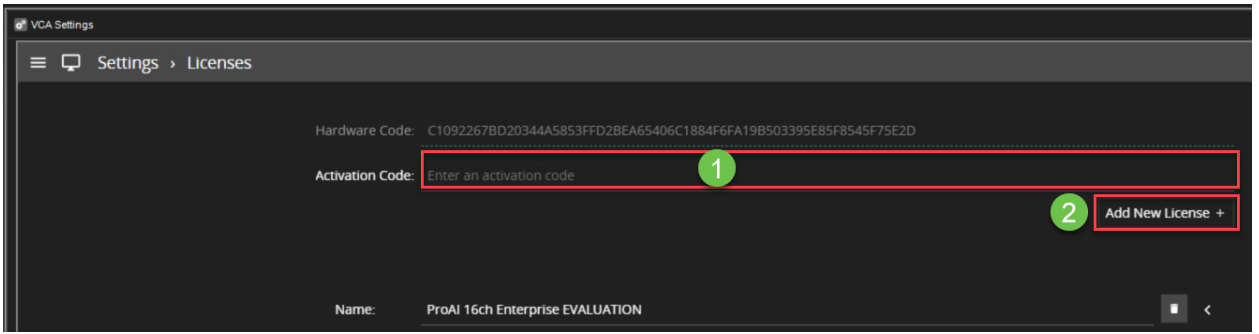 VCA Settings
Settings › Licenses
Hardware Code: C1092267BD20344A5853FFD2BEA65406C1884F6FA19B503395E85F8545F75E2D
Activation Code: Enter an activation code
1
2 Add New License +
Name: ProAI 16ch Enterprise EVALUATION